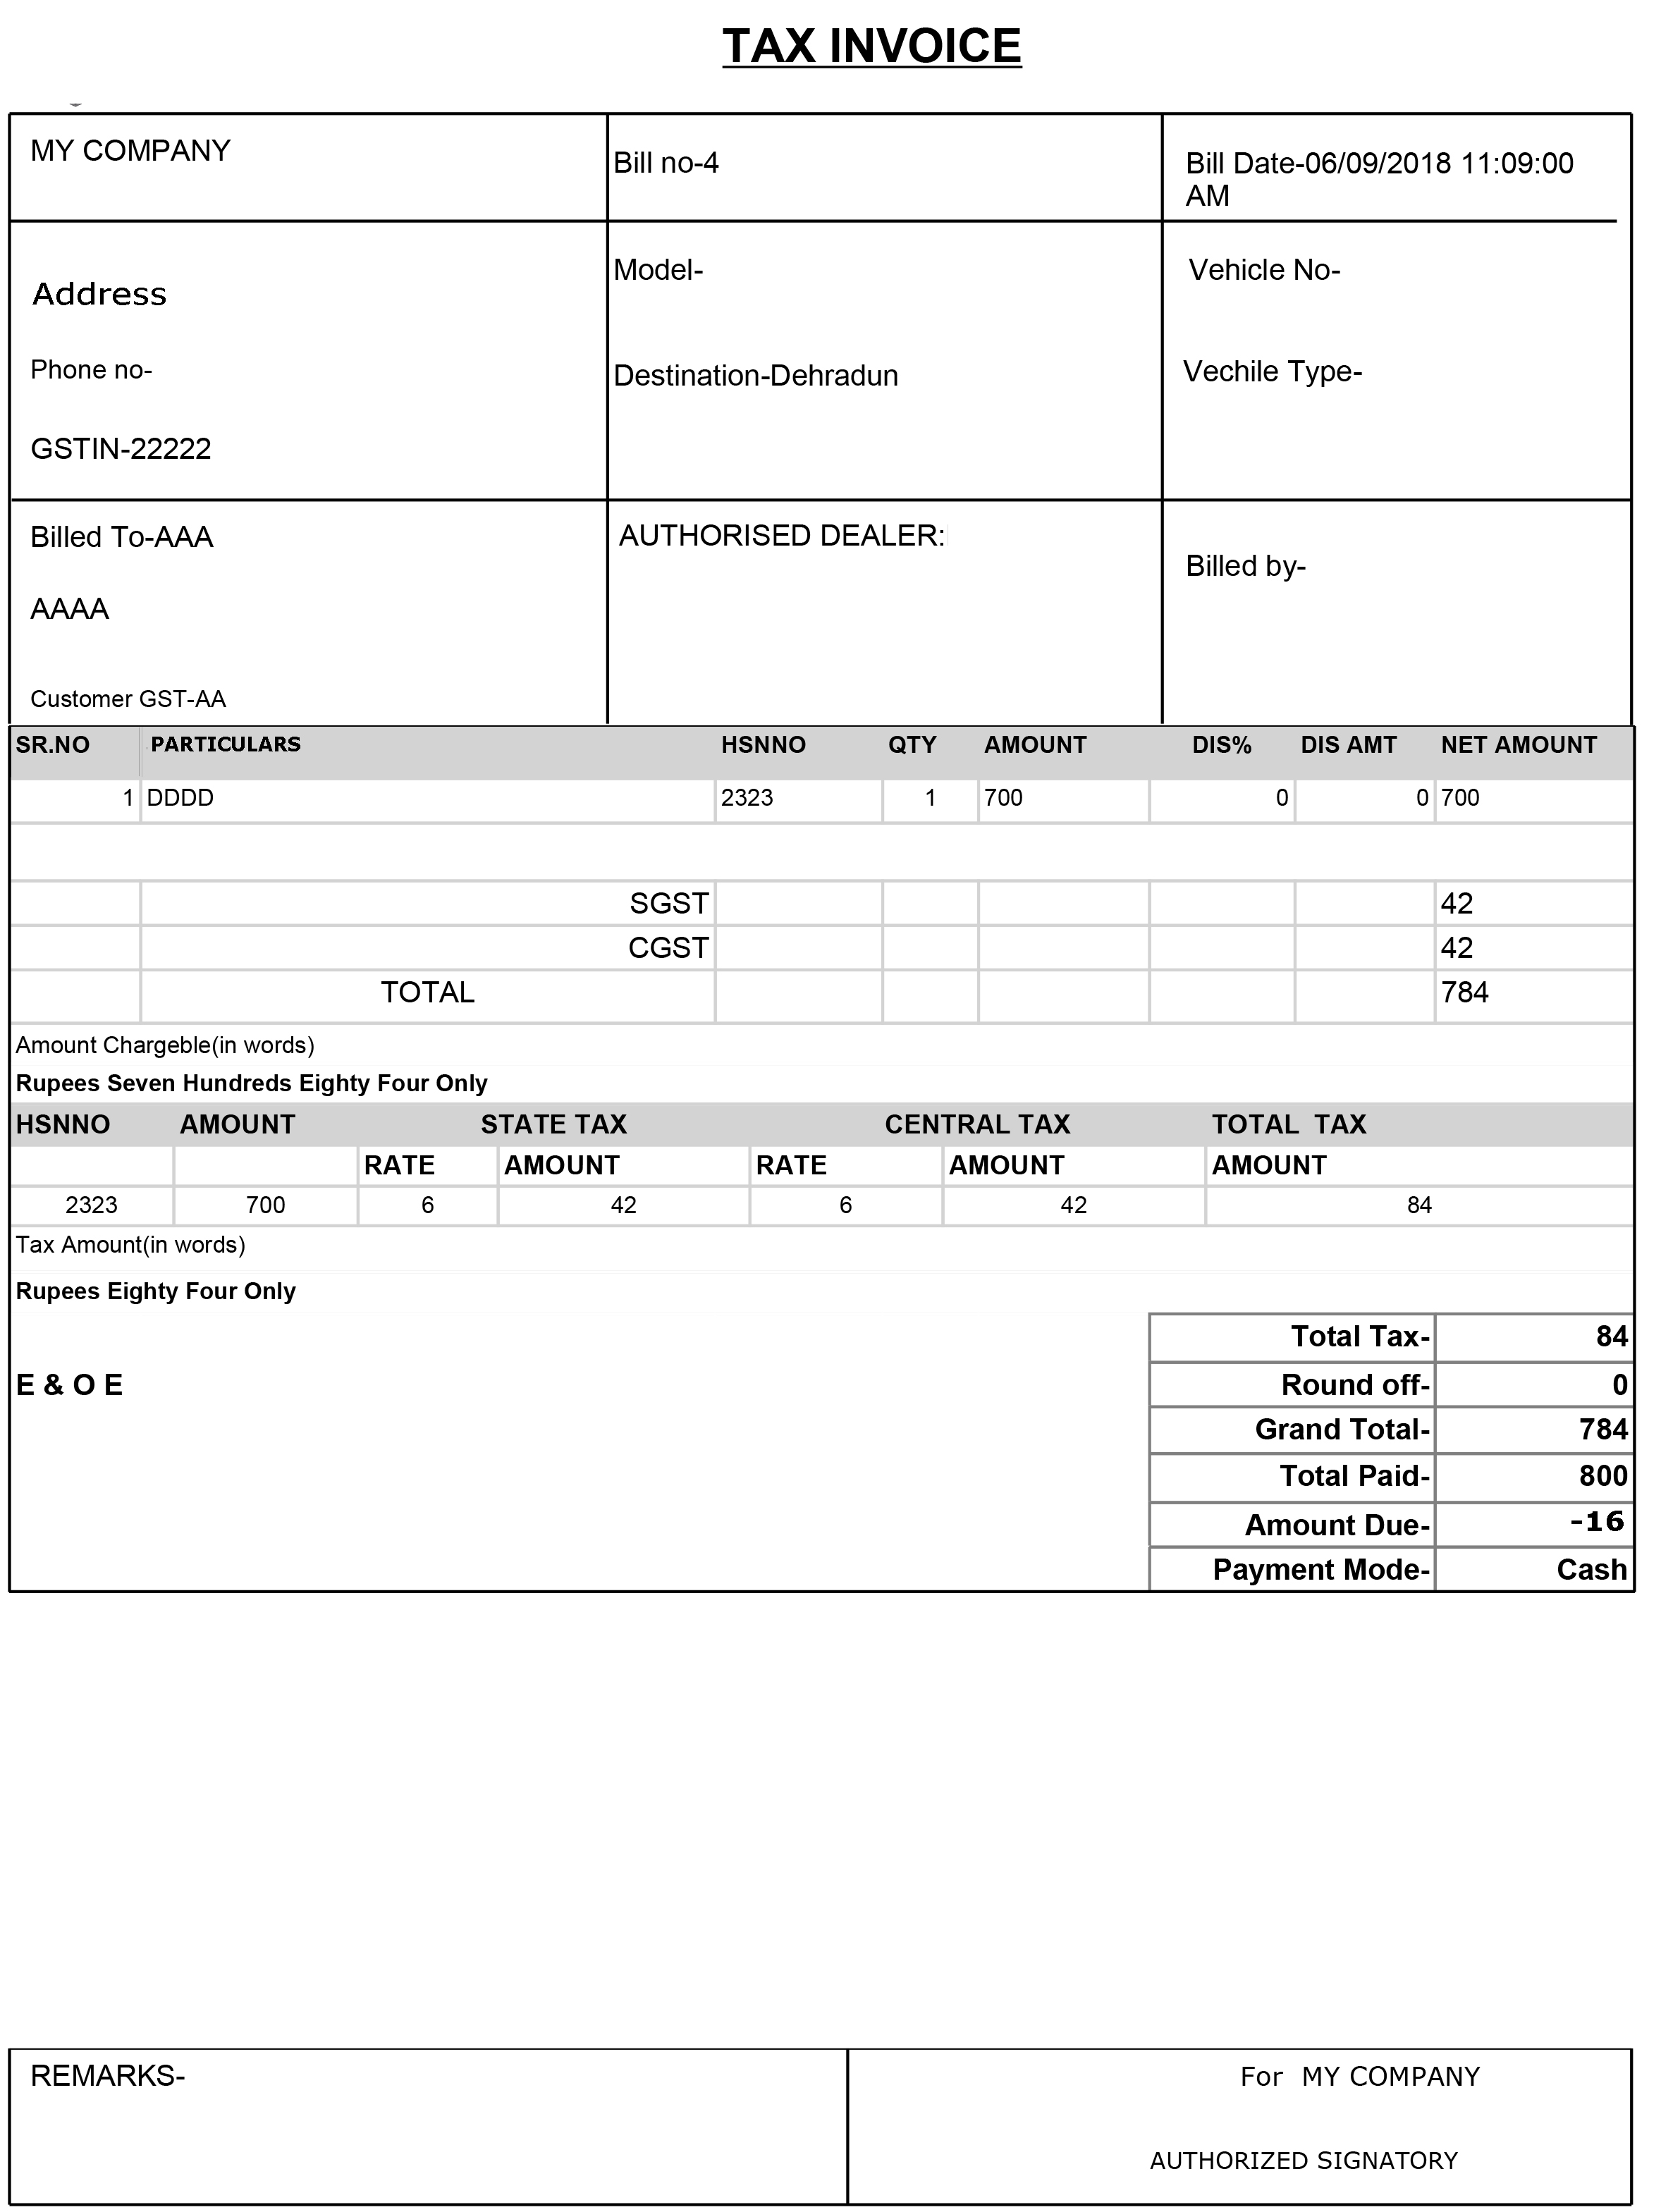 TAX INVOICE
MY COMPANY
Bill no-4
Bill Date-06/09/2018 11:09:00
AM
Address
Phone no-
GSTIN-22222
Model-
Destination-Dehradun
Vehicle No-
Vechile Type-
Billed To-AAA
AAAA
Customer GST-AA
AUTHORISED DEALER:
Billed by-
SR.NO PARTICULARS HSNNO QTY AMOUNT DIS% DIS AMT NET AMOUNT
1 DDDD 2323 1 700 0 0 700
SGST 42
CGST 42
TOTAL 784
Amount Chargeble(in words)
Rupees Seven Hundreds Eighty Four Only
HSNNO AMOUNT STATE TAX CENTRAL TAX TOTAL TAX
RATE AMOUNT RATE AMOUNT AMOUNT
2323 700 6 42 6 42 84
Tax Amount(in words)
Rupees Eighty Four Only
Total Tax- 84
E & O E
Round off- 0
Grand Total- 784
Total Paid- 800
Amount Due- -16
Payment Mode- Cash
REMARKS-
For MY COMPANY
AUTHORIZED SIGNATORY